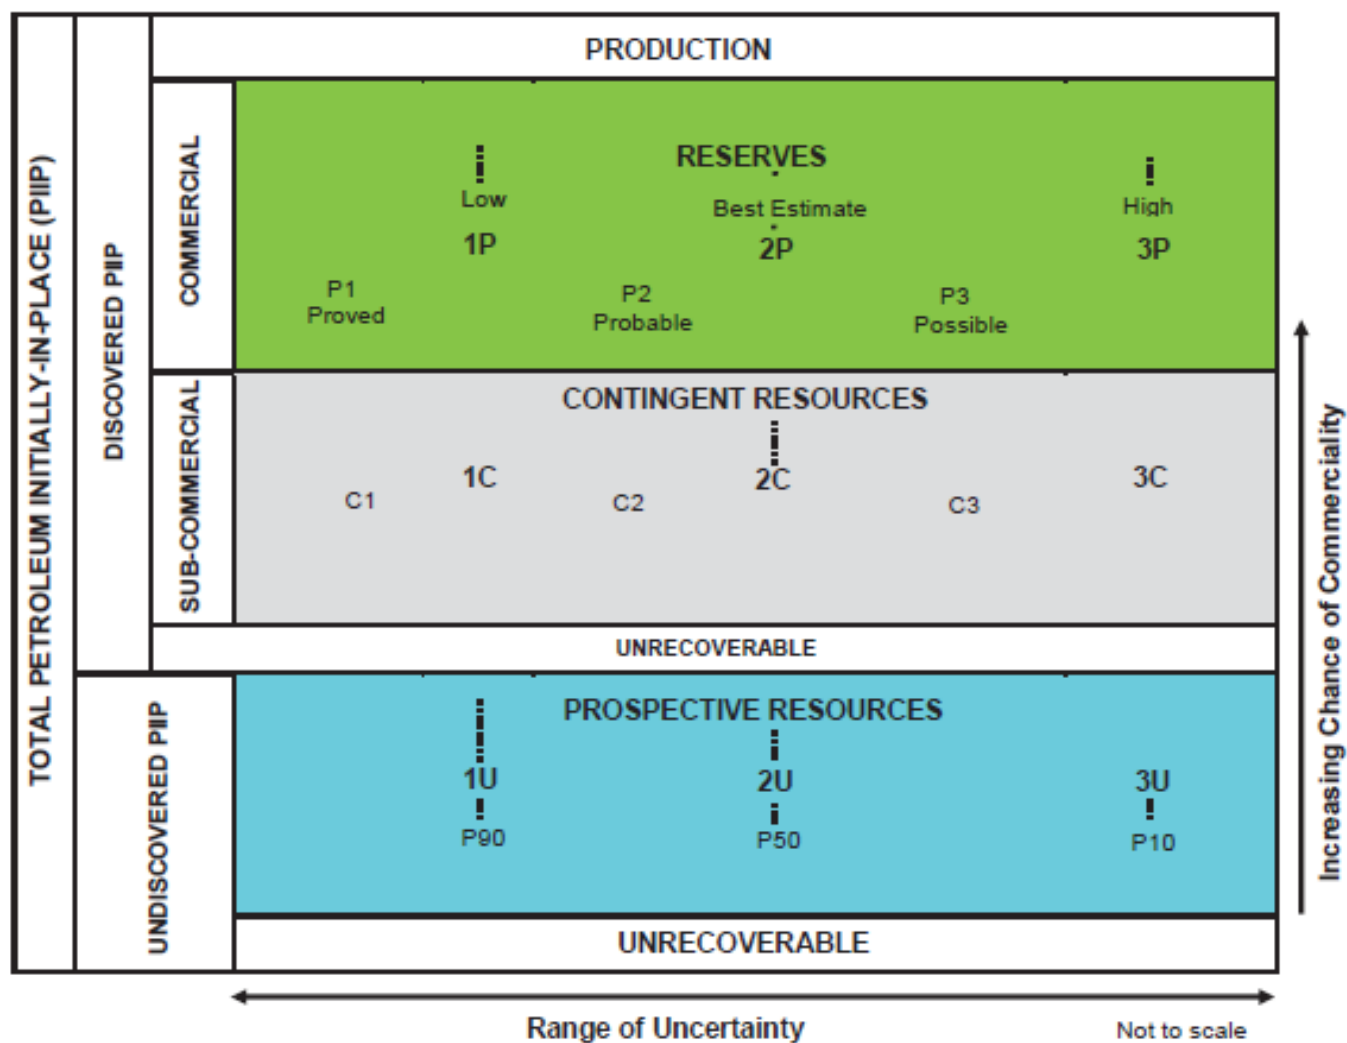 TOTAL PETROLEUM INITIALLY-IN-PLACE (PIIP)
DISCOVERED PIIP
UNDISCOVERED PIIP
PRODUCTION
COMMERCIAL
RESERVES
Low
Best Estimate
High
1P
2P
3P
P1
Proved
P2
Probable
P3
Possible
SUB-COMMERCIAL
CONTINGENT RESOURCES
1C
2C
3C
C1
C2
C3
UNRECOVERABLE
PROSPECTIVE RESOURCES
1U
2U
3U
P90
P50
P10
UNRECOVERABLE
Increasing Chance of Commerciality
Range of Uncertainty
Not to scale